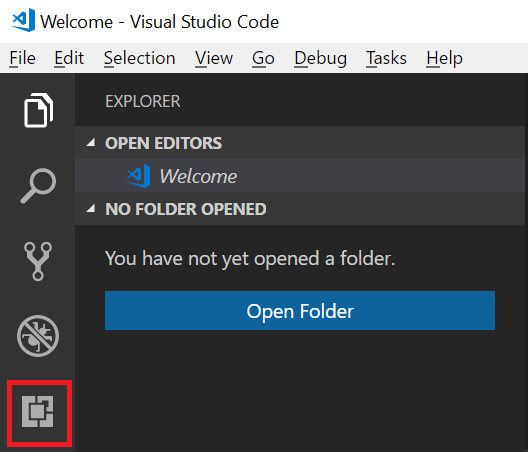 Welcome - Visual Studio Code
File Edit Selection View Go Debug Tasks Help
EXPLORER
OPEN EDITORS
Welcome
NO FOLDER OPENED
You have not yet opened a folder.
Open Folder